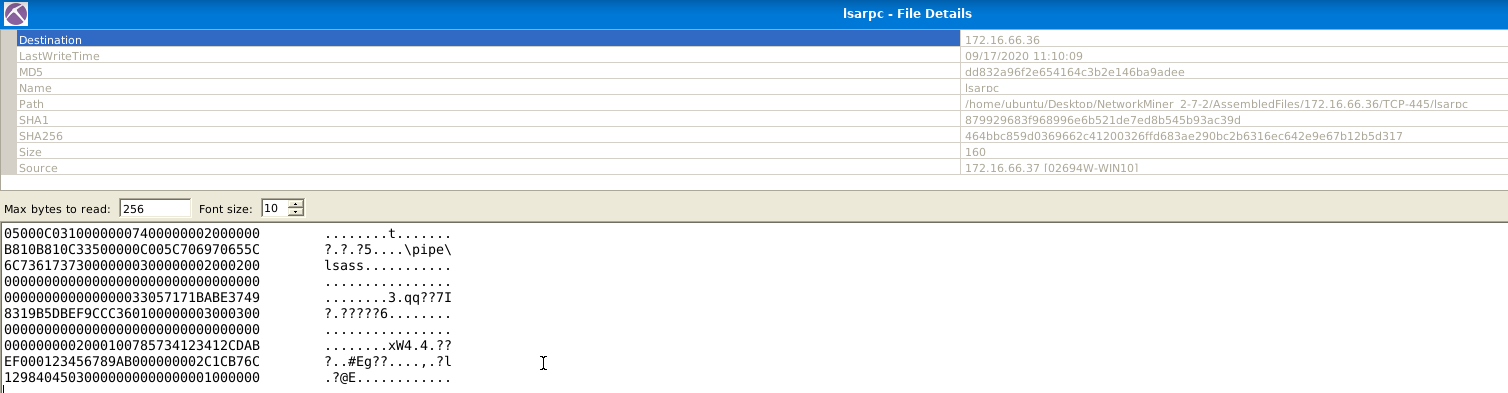 lsarpc - File Details
Destination 172.16.66.36
LastWriteTime 09/17/2020 11:10:09
MD5 dd832a96f2e654164c3b2e146ba9adee
Name lsarpc
Path /home/ubuntu/Desktop/NetworkMiner_2-7-2/AssembledFiles/172.16.66.36/TCP-445/lsarpc
SHA1 879929683f968996e6b521de7ed8b545b93ac39d
SHA256 464bbc859d0369662c41200326ffd683ae290bc2b6316ec642e9e67b12b5d317
Size 160
Source 172.16.66.37 [02694W-WIN10]
Max bytes to read: 256 Font size: 10
05000C03100000007400000002000000 ........t.......
B810B810C33500000C005C706970655C ?.?.?5....\pipe\
6C736173730000000300000002000200 lsass...........
00000000000000000000000000000000 ................
000000000000000033057171BABE3749 ........3.qq??7I
8319B5DBEF9CCC360100000003000300 ?.?????6........
00000000000000000000000000000000 ................
0000000002000100785734123412CDAB ........xW4.4.??
EF000123456789AB000000002C1CB76C ?..#Eg??....,.?l
12984045030000000000000001000000 .?@E............